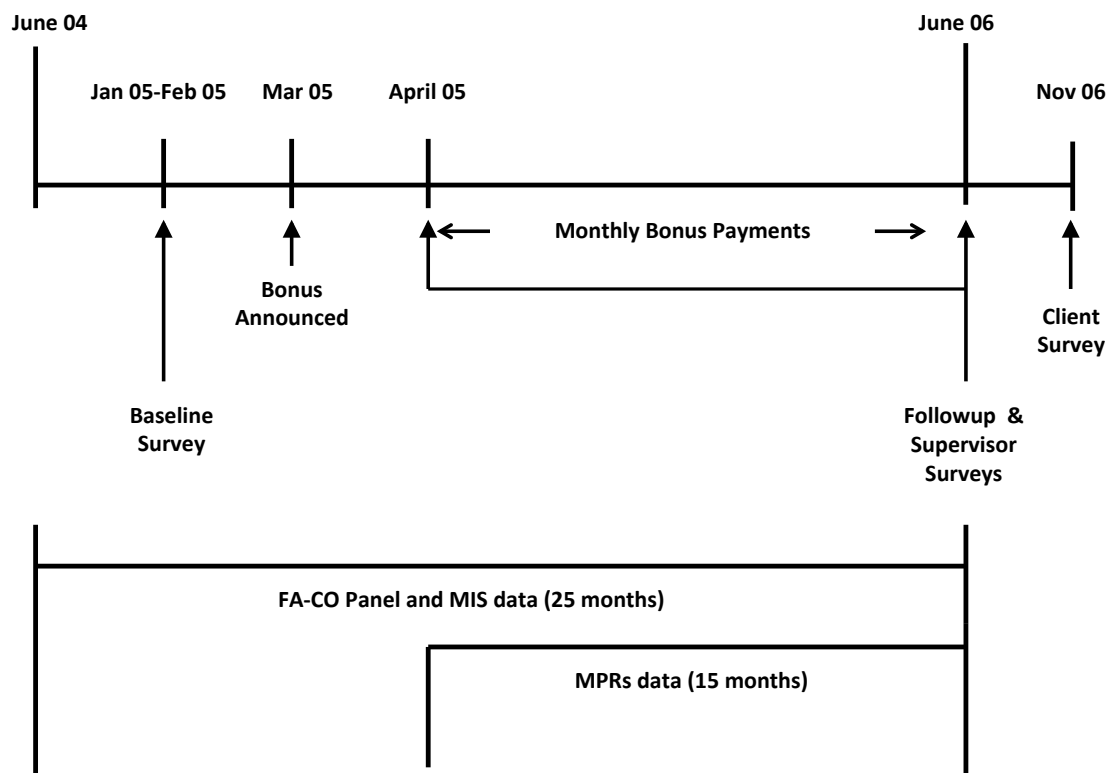 June 04
June 06
Jan 05-Feb 05
Mar 05
April 05
Nov 06
Monthly Bonus Payments
Bonus
Announced
Client
Survey
Baseline
Survey
Followup &
Supervisor
Surveys
FA-CO Panel and MIS data (25 months)
MPRs data (15 months)